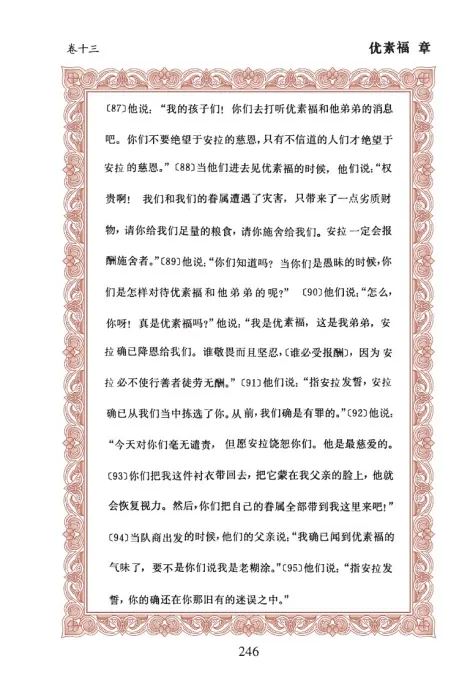 卷十三
优素福 章
〔87〕他说：“我的孩子们！你们去打听优素福和他弟弟的消息
吧。你们不要绝望于安拉的慈恩，只有不信道的人们才绝望于
安拉的慈恩。”〔88〕当他们进去见优素福的时候，他们说：“权
贵啊！ 我们和我们的眷属遭遇了灾害，只带来了一点劣质财
物，请你给我们足量的粮食，请你施舍给我们。安拉一定会报
酬施舍者。”〔89〕他说：“你们知道吗？当你们是愚昧的时候，你
们是怎样对待优素福和他弟弟的呢？” 〔90〕他们说：“怎么，
你呀！真是优素福吗？”他说：“我是优素福，这是我弟弟，安
拉确已降恩给我们。谁敬畏而且坚忍，〔谁必受报酬〕，因为安
拉必不使行善者徒劳无酬。”〔91〕他们说：“指安拉发誓，安拉
确已从我们当中拣选了你。从前，我们确是有罪的。”〔92〕他说：
“今天对你们毫无谴责，但愿安拉饶恕你们。他是最慈爱的。
〔93〕你们把我这件衬衣带回去，把它蒙在我父亲的脸上，他就
会恢复视力。然后，你们把自己的眷属全部带到我这里来吧！”
〔94〕当队商出发的时候，他们的父亲说：“我确已闻到优素福的
气味了，要不是你们说我是老糊涂。”〔95〕他们说：“指安拉发
誓，你的确还在你那旧有的迷误之中。”
246